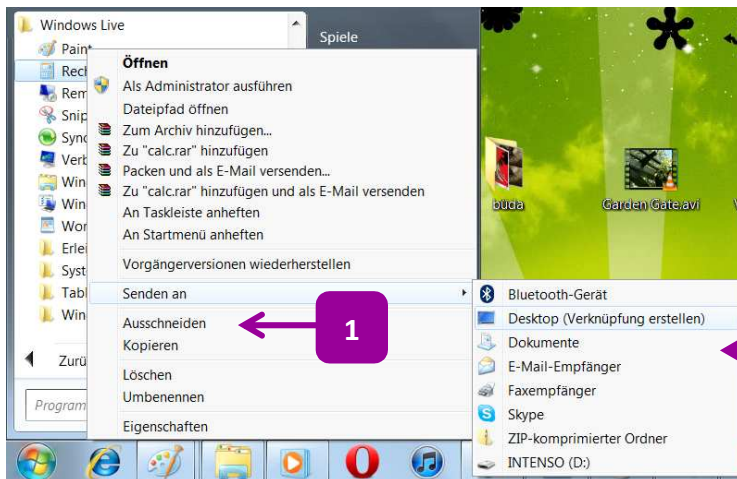 Windows Live
Spiele
Paint
Rech
Rem
Snip
Sync
Verb
Win
Win
Wor
Erlei
Syst
Tabl
Win
Zurü
Program
Öffnen
Als Administrator ausführen
Dateipfad öffnen
Zum Archiv hinzufügen...
Zu "calc.rar" hinzufügen
Packen und als E-Mail versenden...
Zu "calc.rar" hinzufügen und als E-Mail versenden
An Taskleiste anheften
An Startmenü anheften
Vorgängerversionen wiederherstellen
Senden an
Ausschneiden
Kopieren
Löschen
Umbenennen
Eigenschaften
1
buda
Garden Gate.avi
Bluetooth-Gerät
Desktop (Verknüpfung erstellen)
Dokumente
E-Mail-Empfänger
Faxempfänger
Skype
ZIP-komprimierter Ordner
INTENSO (D:)